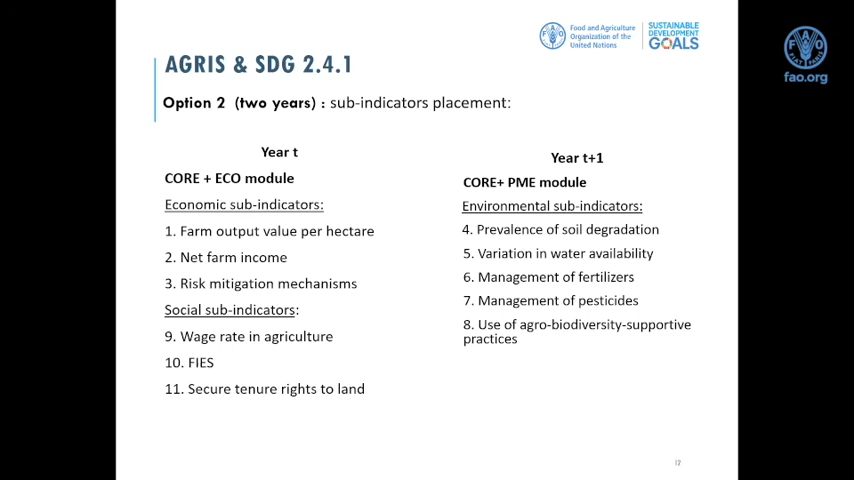 Food and Agriculture
Organization of the
United Nations
SUSTAINABLE
DEVELOPMENT
GOALS
FAO
FIAT PANIS
fao.org
AGRIS & SDG 2.4.1
Option 2 (two years) : sub-indicators placement:
Year t
CORE + ECO module
Economic sub-indicators:
1. Farm output value per hectare
2. Net farm income
3. Risk mitigation mechanisms
Social sub-indicators:
9. Wage rate in agriculture
10. FIES
11. Secure tenure rights to land
Year t+1
CORE+ PME module
Environmental sub-indicators:
4. Prevalence of soil degradation
5. Variation in water availability
6. Management of fertilizers
7. Management of pesticides
8. Use of agro-biodiversity-supportive
practices